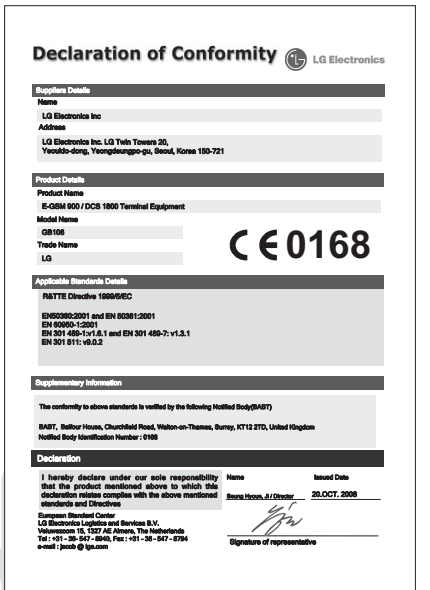 Declaration of Conformity LG Electronics
Suppliers Details
Name
LG Electronics Inc
Address
LG Electronics Inc. LG Twin Towers 20,
Yeouido-dong, Yeongdeungpo-gu, Seoul, Korea 150-721
Product Details
Product Name
E-GSM 900 / DCS 1800 Terminal Equipment
Model Name
GB106
Trade Name
LG
CE 0168
Applicable Standards Details
R&TTE Directive 1999/5/EC
EN50360:2001 and EN 50361:2001
EN 60950-1:2001
EN 301 489-1:v1.6.1 and EN 301 489-7: v1.3.1
EN 301 511: v9.0.2
Supplementary Information
The conformity to above standards is verified by the following Notified Body(BABT)
BABT, Balfour House, Churchfield Road, Walton-on-Thames, Surrey, KT12 2TD, United Kingdom
Notified Body Identification Number : 0168
Declaration
I hereby declare under our sole responsibility
that the product mentioned above to which this
declaration relates complies with the above mentioned
standards and Directives
European Standard Center
LG Electronics Logistics and Services B.V.
Veluwezoom 15, 1327 AE Almere, The Netherlands
Tel : +31 - 36- 547 - 8940, Fax : +31 - 36 - 547 - 8794
e-mail : jacob @ lge.com
Name Issued Date
Seung Hyoun, Ji / Director 20.OCT. 2008
Signature of representative